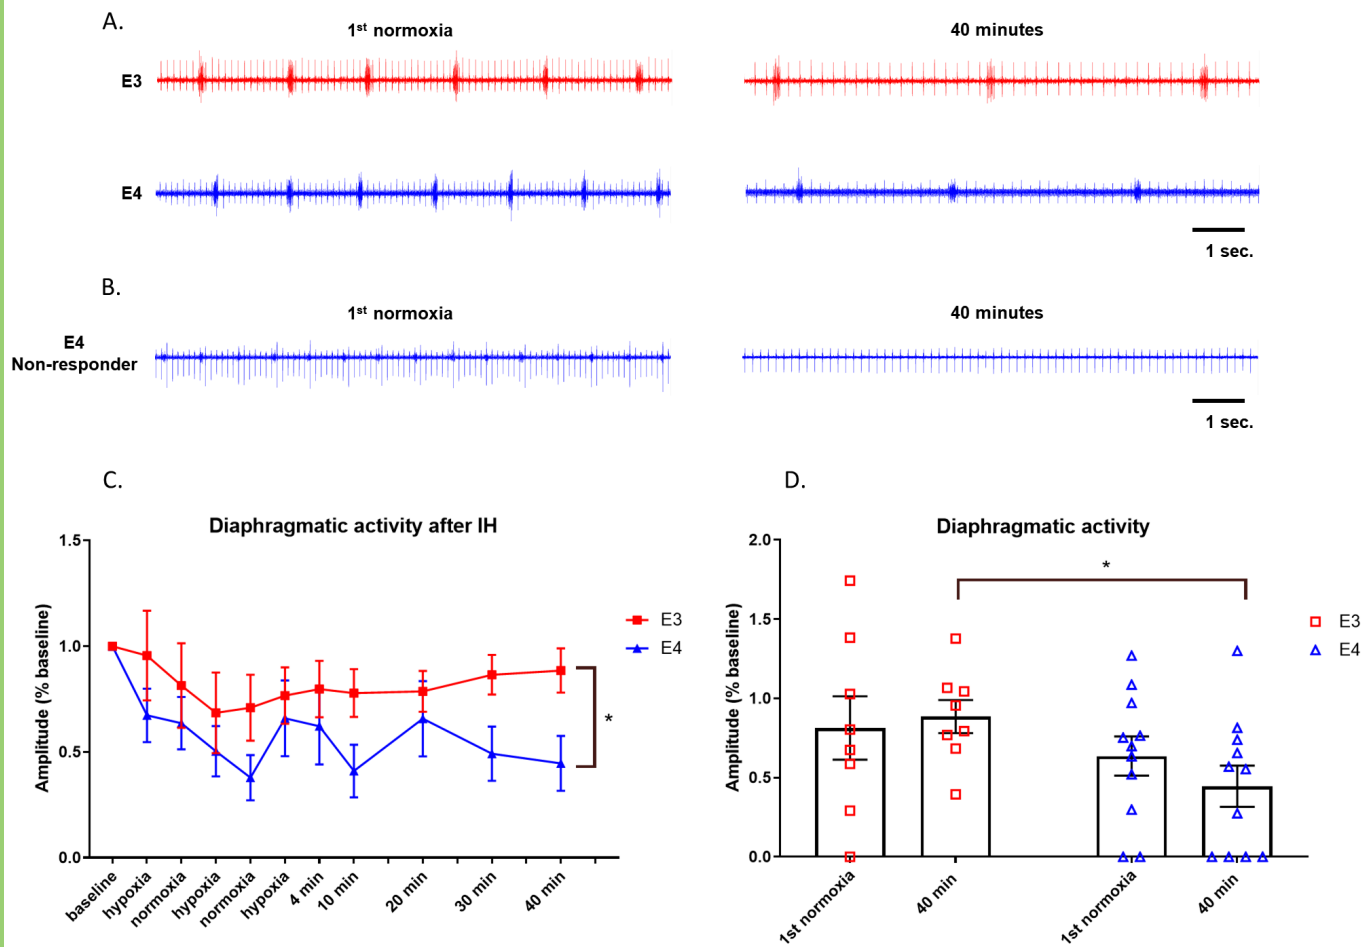 A.
1st normoxia
40 minutes
E3
E4
1 sec.
B.
1st normoxia
40 minutes
E4
Non-responder
1 sec.
C.
Diaphragmatic activity after IH
1.5
1.0
0.5
0.0
Amplitude (% baseline)
E3
E4
*
baseline
hypoxia
normoxia
hypoxia
normoxia
hypoxia
4 min
10 min
20 min
30 min
40 min
D.
Diaphragmatic activity
2.0
1.5
1.0
0.5
0.0
Amplitude (% baseline)
*
E3
E4
1st normoxia
40 min
1st normoxia
40 min